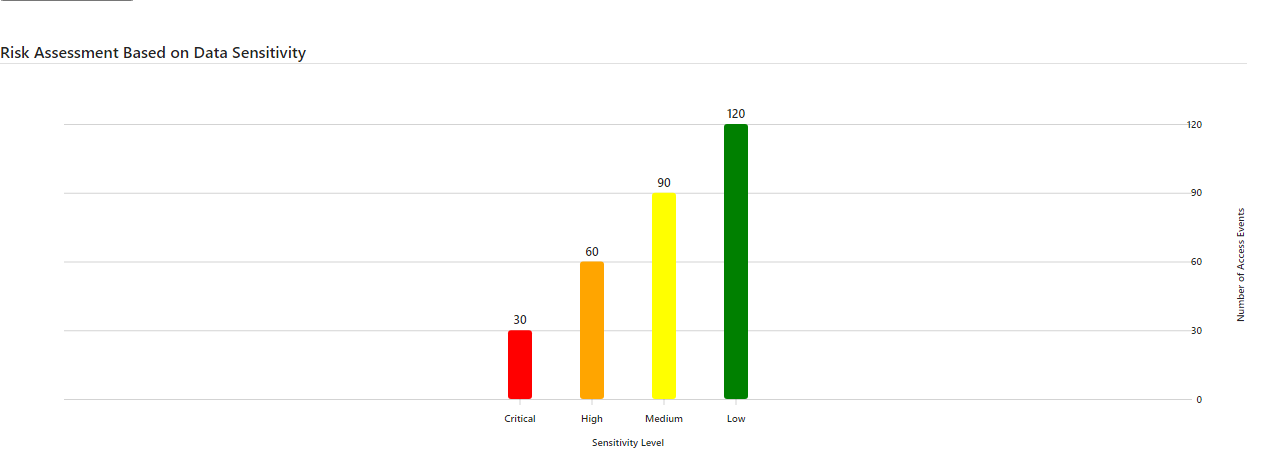 Risk Assessment Based on Data Sensitivity
120
120
90
90
60
60
30
30
0
Number of Access Events
Critical High Medium Low
Sensitivity Level